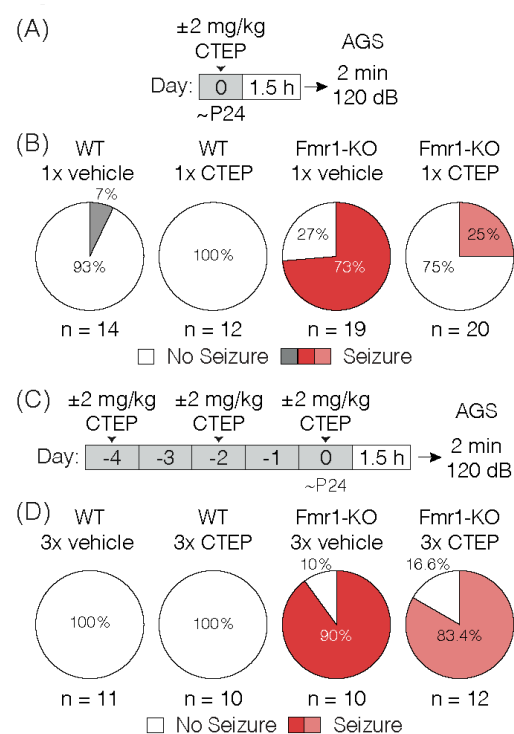 (A)
±2 mg/kg
CTEP
AGS
Day: 0 1.5 h 2 min
120 dB
~P24
(B)
WT WT Fmr1-KO Fmr1-KO
1x vehicle 1x CTEP 1x vehicle 1x CTEP
7%
93% 100% 27% 73% 25% 75%
n = 14 n = 12 n = 19 n = 20
No Seizure Seizure
(C)
±2 mg/kg ±2 mg/kg ±2 mg/kg
CTEP CTEP CTEP
AGS
Day: -4 -3 -2 -1 0 1.5 h 2 min
120 dB
~P24
(D)
WT WT Fmr1-KO Fmr1-KO
3x vehicle 3x CTEP 3x vehicle 3x CTEP
10% 16.6%
100% 100% 90% 83.4%
n = 11 n = 10 n = 10 n = 12
No Seizure Seizure